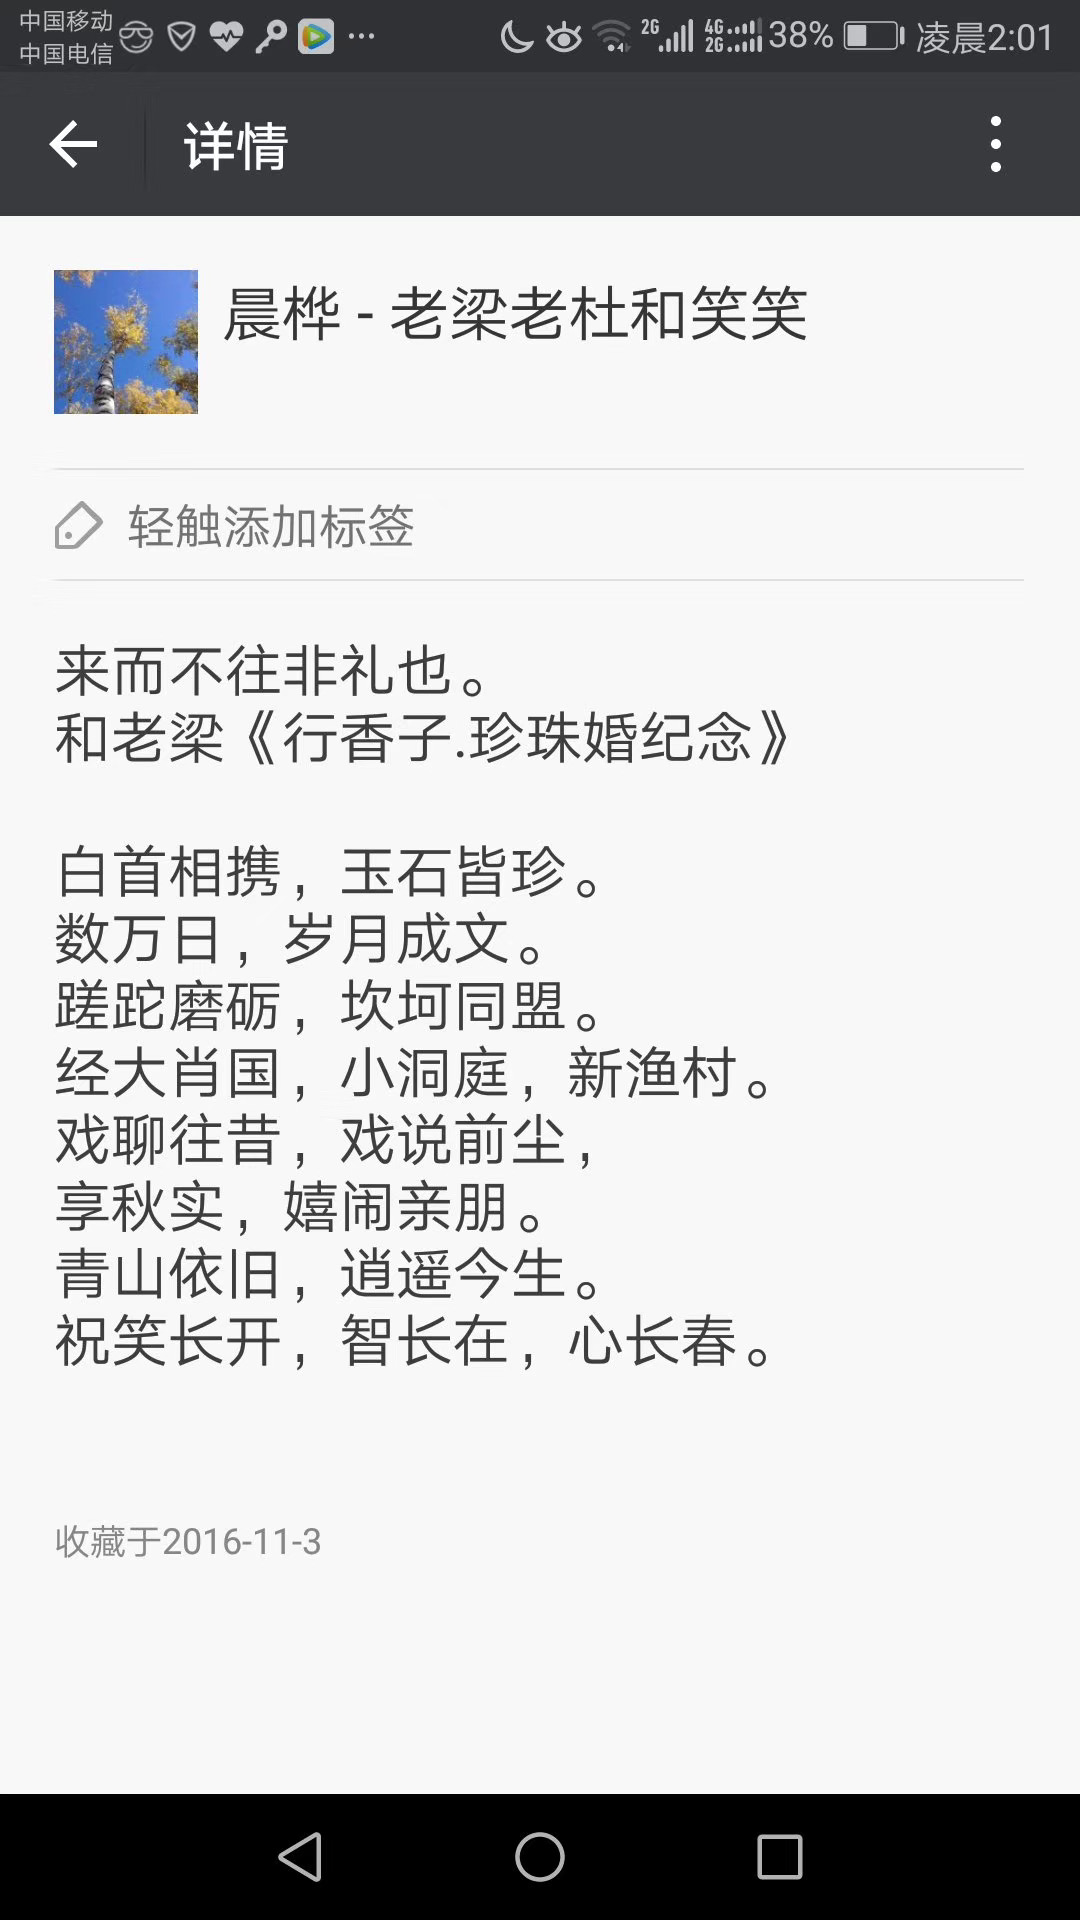 中国移动
中国电信
2G
4G
2G
38%
凌晨2:01
详情
晨桦 - 老梁老杜和笑笑
轻触添加标签
来而不往非礼也。
和老梁《行香子.珍珠婚纪念》
白首相携，玉石皆珍。
数万日，岁月成文。
蹉跎磨砺，坎坷同盟。
经大肖国，小洞庭，新渔村。
戏聊往昔，戏说前尘，
享秋实，嬉闹亲朋。
青山依旧，逍遥今生。
祝笑长开，智长在，心长春。
收藏于2016-11-3